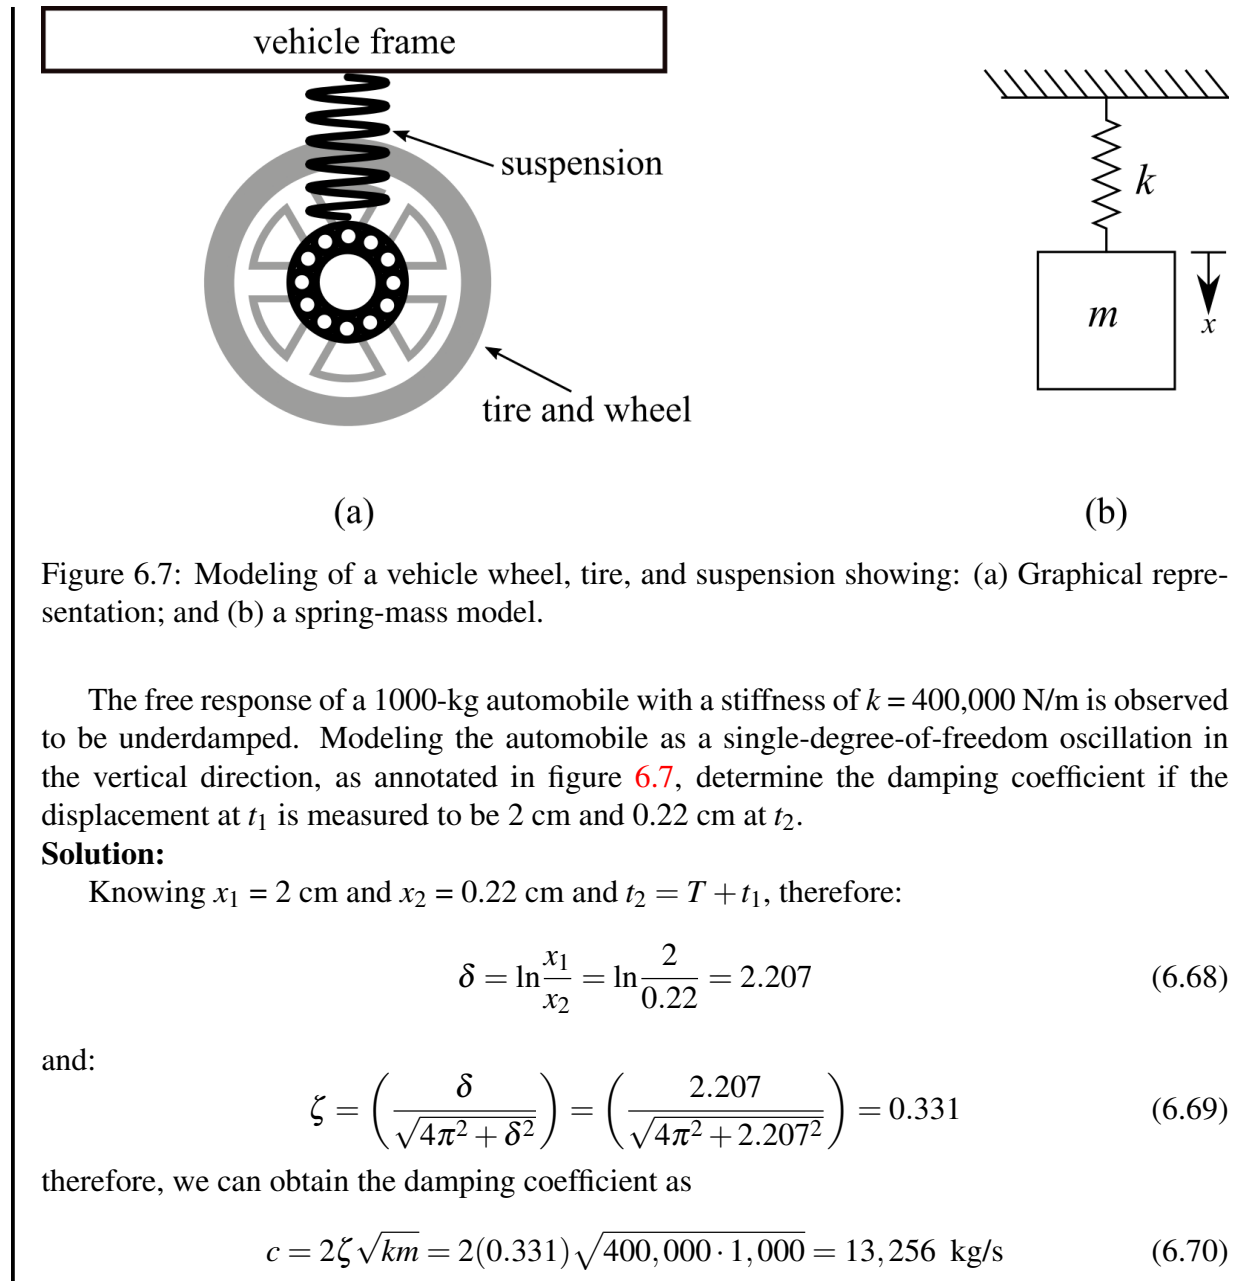 vehicle frame
suspension
k
m
x
tire and wheel
(a)
(b)
Figure 6.7: Modeling of a vehicle wheel, tire, and suspension showing: (a) Graphical repre-
sentation; and (b) a spring-mass model.
The free response of a 1000-kg automobile with a stiffness of k = 400,000 N/m is observed
to be underdamped. Modeling the automobile as a single-degree-of-freedom oscillation in
the vertical direction, as annotated in figure 6.7, determine the damping coefficient if the
displacement at t₁ is measured to be 2 cm and 0.22 cm at t₂.
Solution:
Knowing x₁ = 2 cm and x₂ = 0.22 cm and t₂ = T + t₁, therefore:
δ = ln x₁/x₂ = ln 2/0.22 = 2.207 (6.68)
and:
ζ = (δ/√(4π² + δ²)) = (2.207/√(4π² + 2.207²)) = 0.331 (6.69)
therefore, we can obtain the damping coefficient as
c = 2ζ√km = 2(0.331)√(400,000 · 1,000) = 13,256 kg/s (6.70)